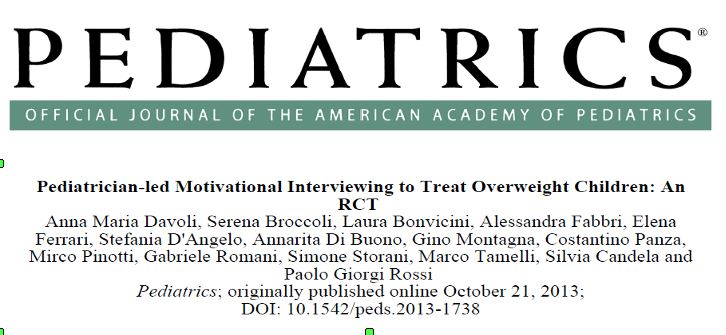 PEDIATRICS®
OFFICIAL JOURNAL OF THE AMERICAN ACADEMY OF PEDIATRICS
Pediatrician-led Motivational Interviewing to Treat Overweight Children: An
RCT
Anna Maria Davoli, Serena Broccoli, Laura Bonvicini, Alessandra Fabbri, Elena
Ferrari, Stefania D'Angelo, Annarita Di Buono, Gino Montagna, Costantino Panza,
Mirco Pinotti, Gabriele Romani, Simone Storani, Marco Tamelli, Silvia Candela and
Paolo Giorgi Rossi
Pediatrics; originally published online October 21, 2013;
DOI: 10.1542/peds.2013-1738